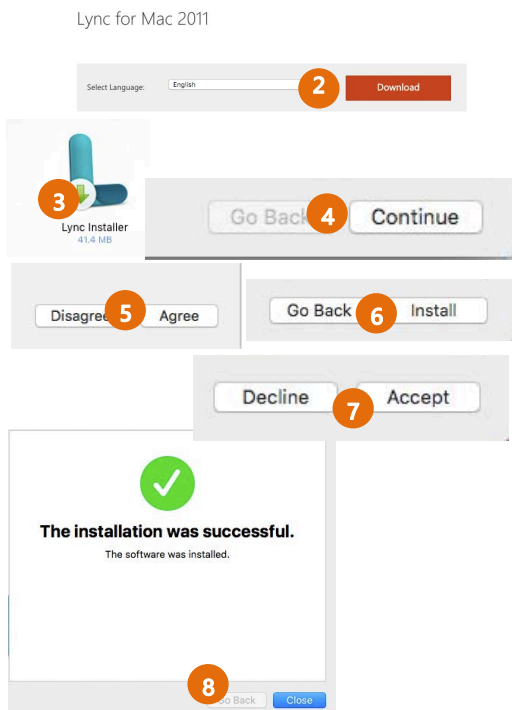 Lync for Mac 2011
Select Language: English 2 Download
3
Lync Installer
41.4 MB
Go Back 4 Continue
Disagree 5 Agree
Go Back 6 Install
Decline 7 Accept
The installation was successful.
The software was installed.
8
Go Back Close